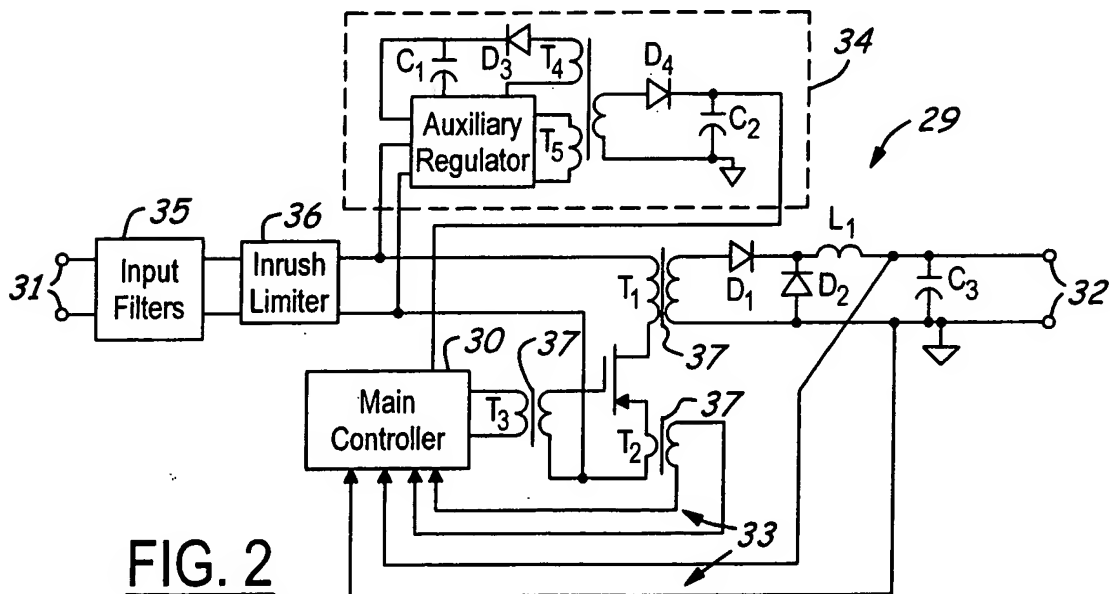 C1
D3
T4
D4
34
Auxiliary
Regulator
T5
C2
29
35
36
L1
31
Input
Filters
Inrush
Limiter
T1
D1
D2
C3
32
30
37
37
Main
Controller
T3
37
T2
33
FIG. 2